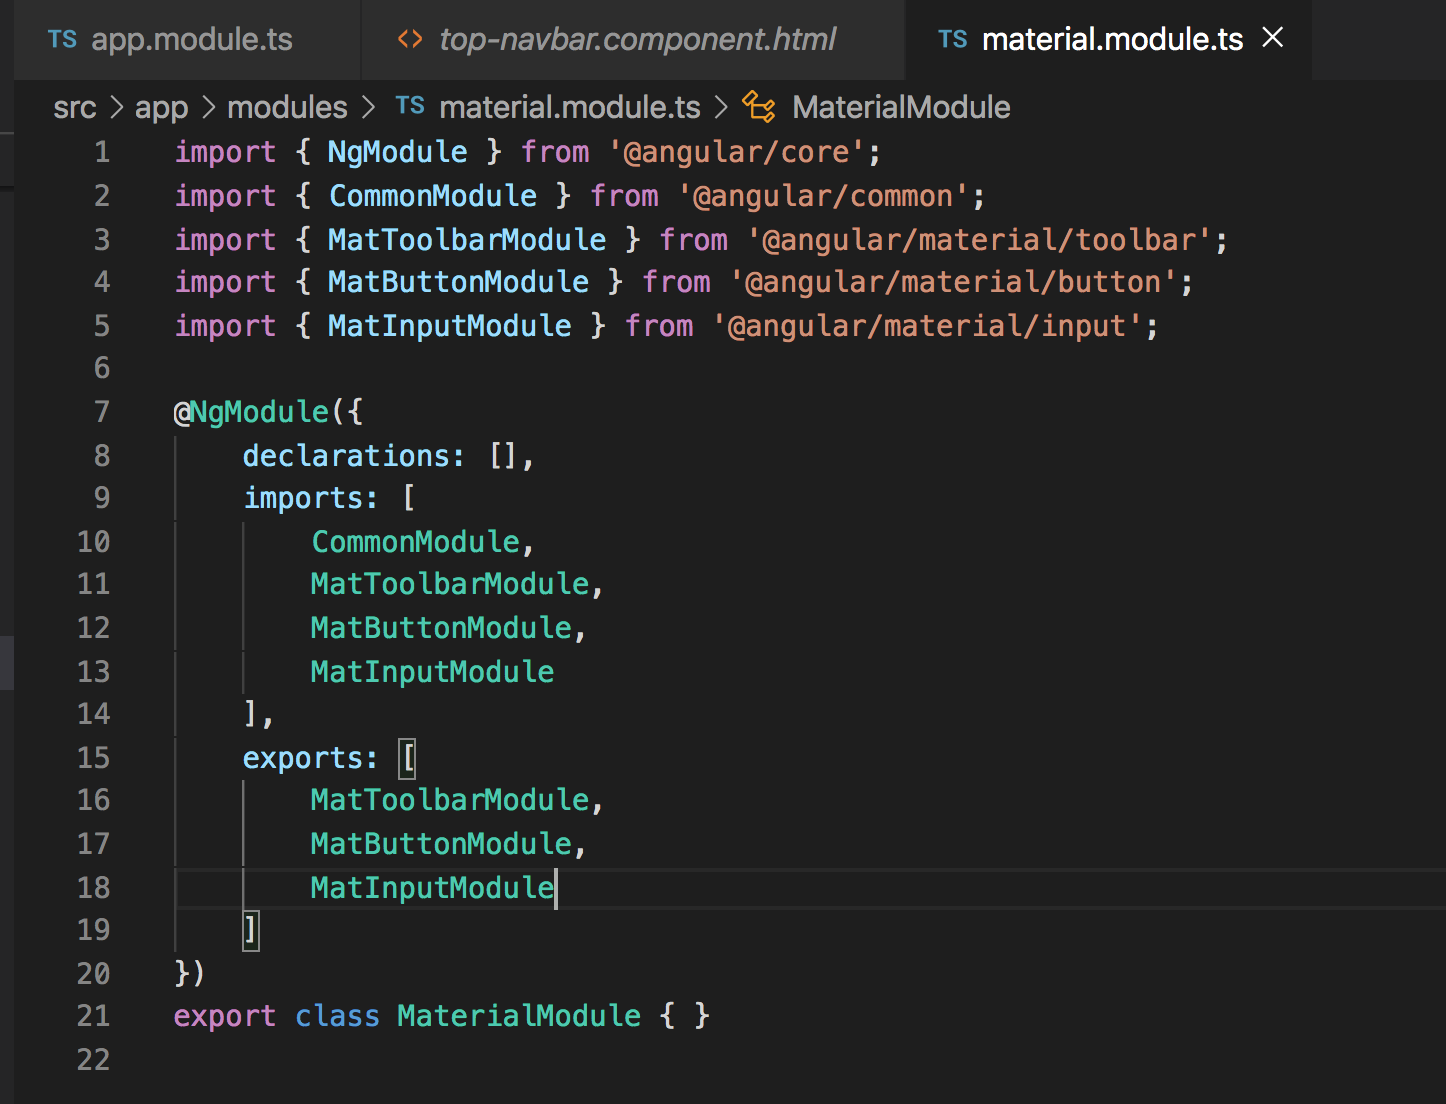 TS app.module.ts <> top-navbar.component.html TS material.module.ts ×
src > app > modules > TS material.module.ts > MaterialModule
1 import { NgModule } from '@angular/core';
2 import { CommonModule } from '@angular/common';
3 import { MatToolbarModule } from '@angular/material/toolbar';
4 import { MatButtonModule } from '@angular/material/button';
5 import { MatInputModule } from '@angular/material/input';
6
7 @NgModule({
8     declarations: [],
9     imports: [
10         CommonModule,
11         MatToolbarModule,
12         MatButtonModule,
13         MatInputModule
14     ],
15     exports: [
16         MatToolbarModule,
17         MatButtonModule,
18         MatInputModule
19     ]
20 })
21 export class MaterialModule { }
22